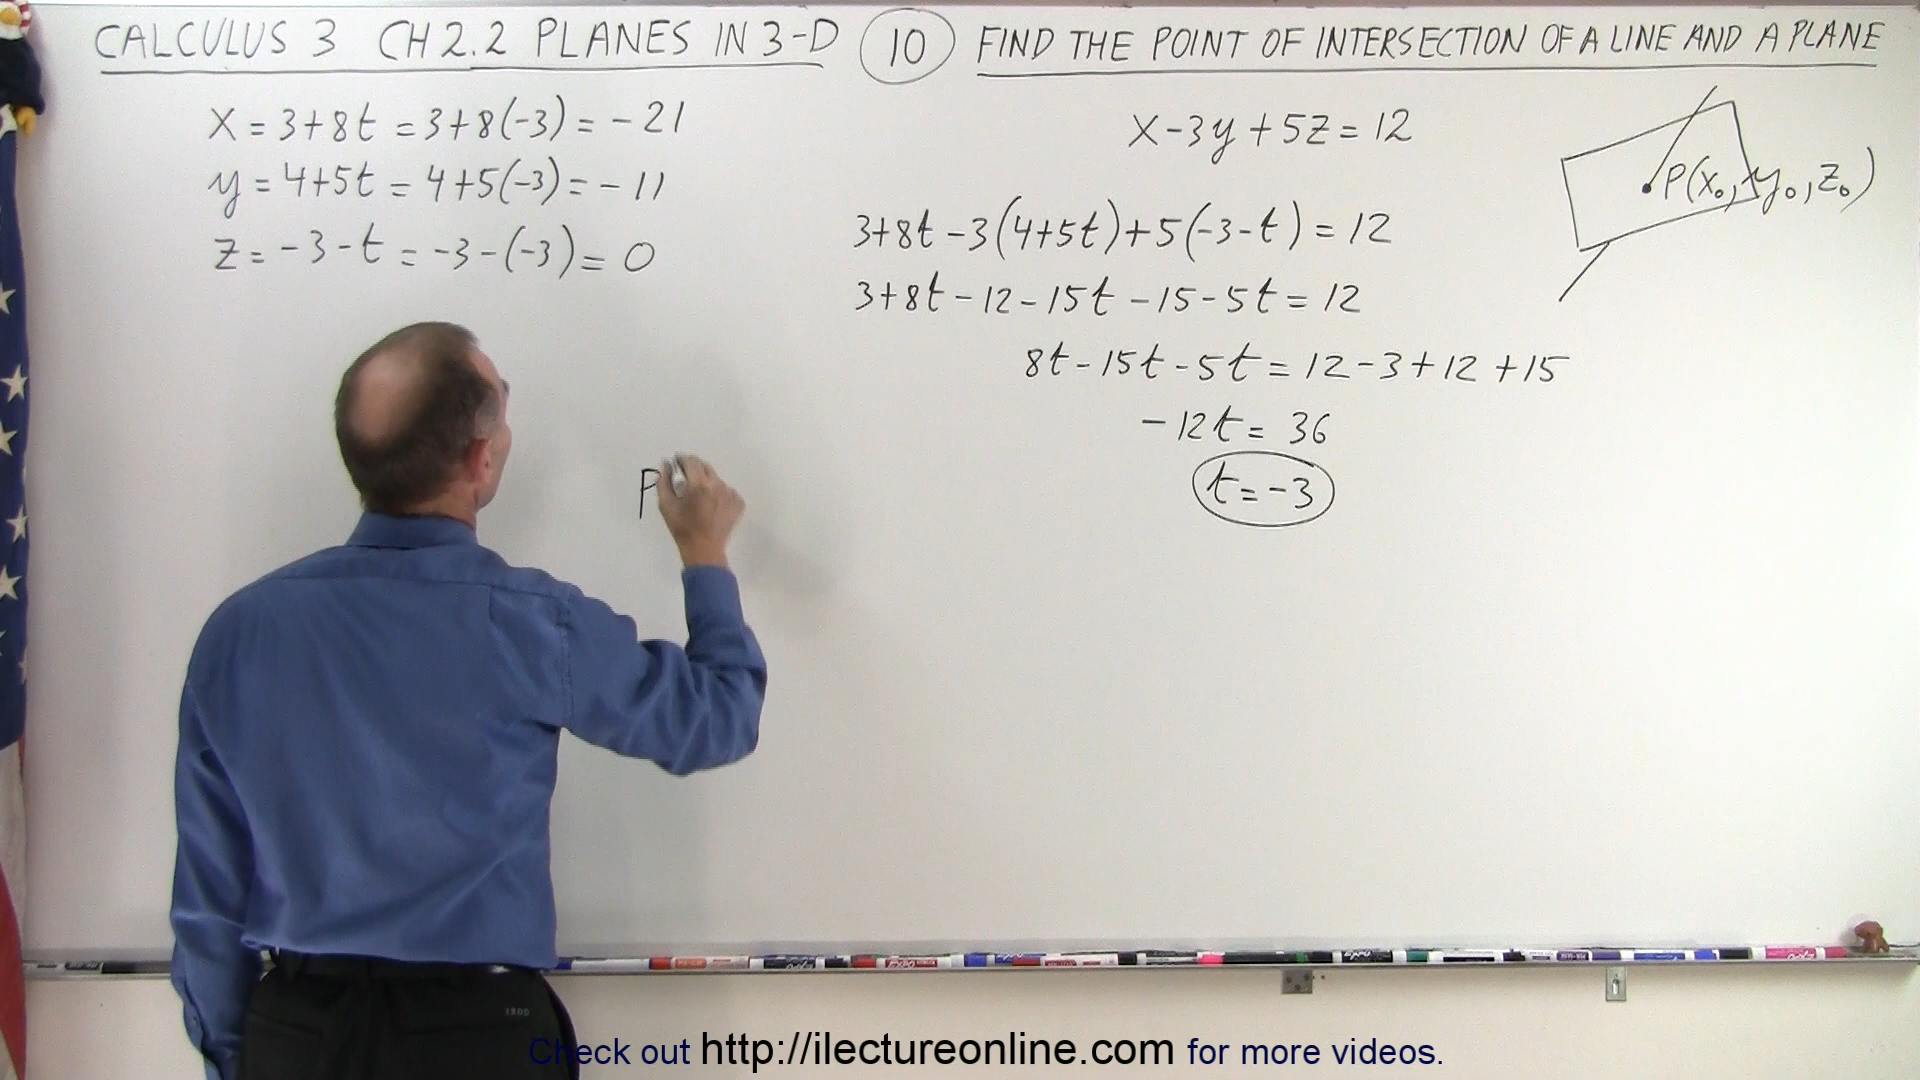 CALCULUS 3 CH 2.2 PLANES IN 3-D 10 FIND THE POINT OF INTERSECTION OF A LINE AND A PLANE
x = 3+8t = 3+8(-3) = -21
y = 4+5t = 4+5(-3) = -11
z = -3-t = -3-(-3) = 0
P
x-3y+5z = 12
3+8t-3(4+5t)+5(-3-t) = 12
3+8t-12-15t-15-5t = 12
8t-15t-5t = 12-3+12+15
-12t = 36
t = -3
P(x₀, y₀, z₀)
Check out http://ilectureonline.com for more videos.